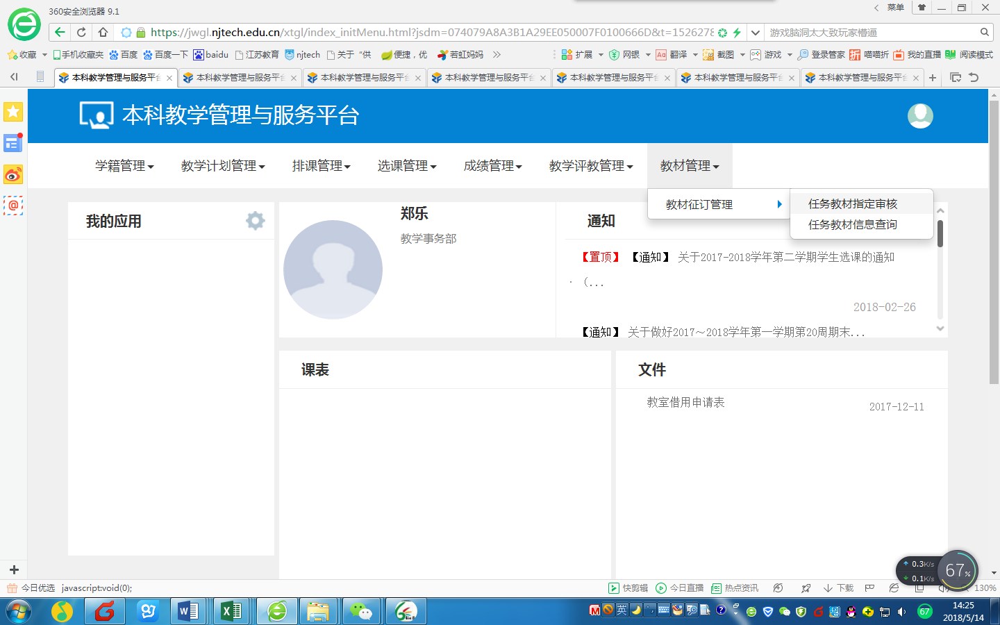 360安全浏览器 9.1
菜单
https://jwgl.njtech.edu.cn/xtgl/index_initMenu.html?jsdm=074079A8A3B1A29EE050007F0100666D&t=1526278
游戏脑洞太大致玩家懵逼
收藏 手机收藏夹 百度 百度一下 baidu 江苏教育 njtech 关于“供 便捷，优 若虹妈妈 扩展 网银 翻译 截图 游戏 登录管家 喵喵折 我的直播 阅读模式
本科教学管理与服务平台 本科教学管理与服务平台 本科教学管理与服务平台 本科教学管理与服务平台 本科教学管理与服务平台 本科教学管理与服务平台 本科教学管理与服务平台
本科教学管理与服务平台
学籍管理 教学计划管理 排课管理 选课管理 成绩管理 教学评教管理 教材管理
教材征订管理
任务教材指定审核
任务教材信息查询
我的应用
郑乐
教学事务部
通知
【置顶】 【通知】 关于2017-2018学年第二学期学生选课的通知
（...
2018-02-26
【通知】 关于做好2017～2018学年第一学期第20周期末...
课表
文件
教室借用申请表
2017-12-11
0.3K/s
0.1K/s
67%
今日优选 javascript:void(0);
快剪辑 今日直播 热点资讯 下载 130%
英
67
14:25
2018/5/14